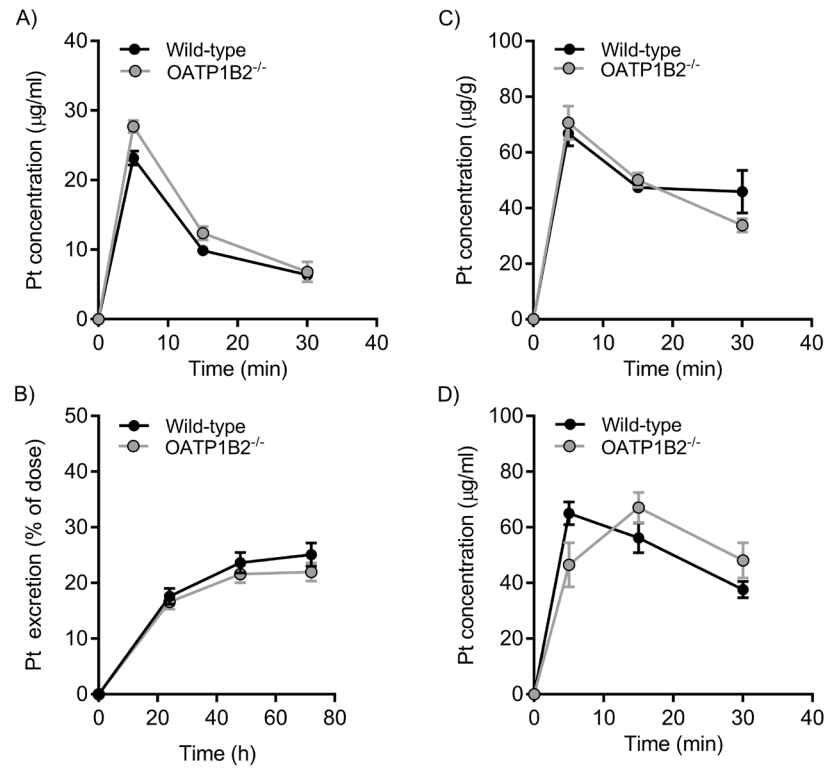 A)
Wild-type
OATP1B2-/-
Pt concentration (µg/ml)
40
30
20
10
0
0 10 20 30 40
Time (min)
C)
Wild-type
OATP1B2-/-
Pt concentration (µg/g)
100
80
60
40
20
0
0 10 20 30 40
Time (min)
B)
Wild-type
OATP1B2-/-
Pt excretion (% of dose)
50
40
30
20
10
0
0 20 40 60 80
Time (h)
D)
Wild-type
OATP1B2-/-
Pt concentration (µg/ml)
100
80
60
40
20
0
0 10 20 30 40
Time (min)